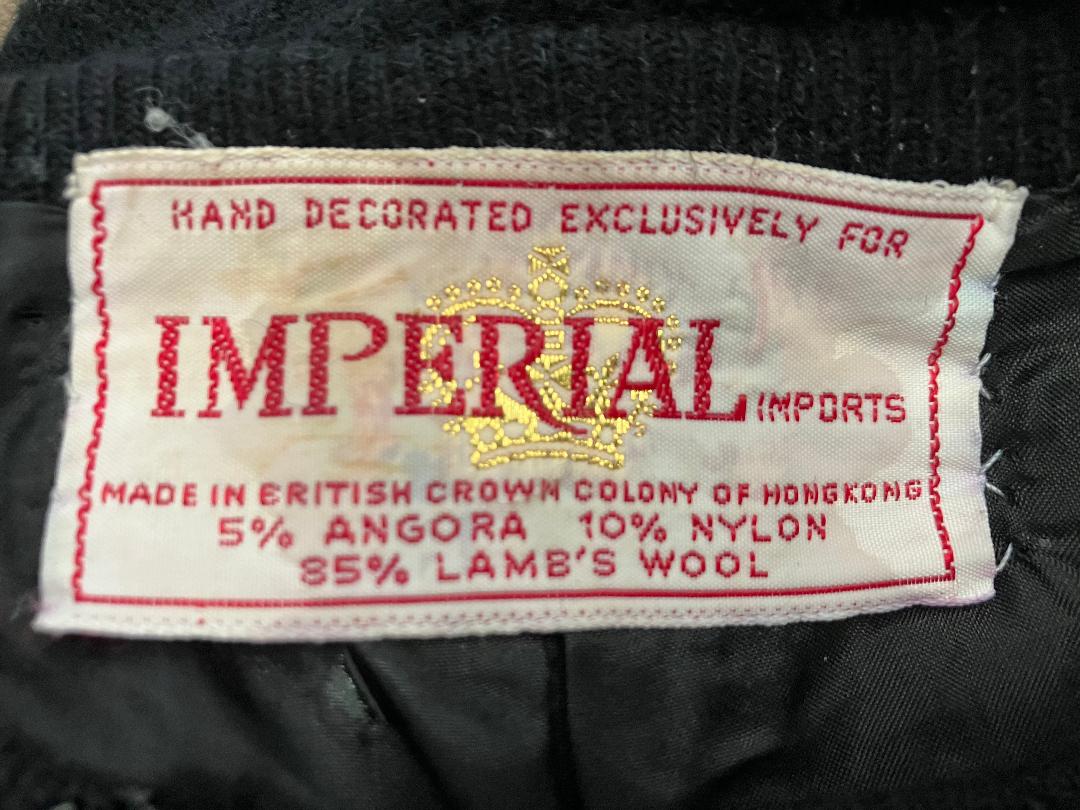 HAND DECORATED EXCLUSIVELY FOR
IMPERIAL IMPORTS
MADE IN BRITISH CROWN COLONY OF HONGKONG
5% ANGORA 10% NYLON
85% LAMB'S WOOL